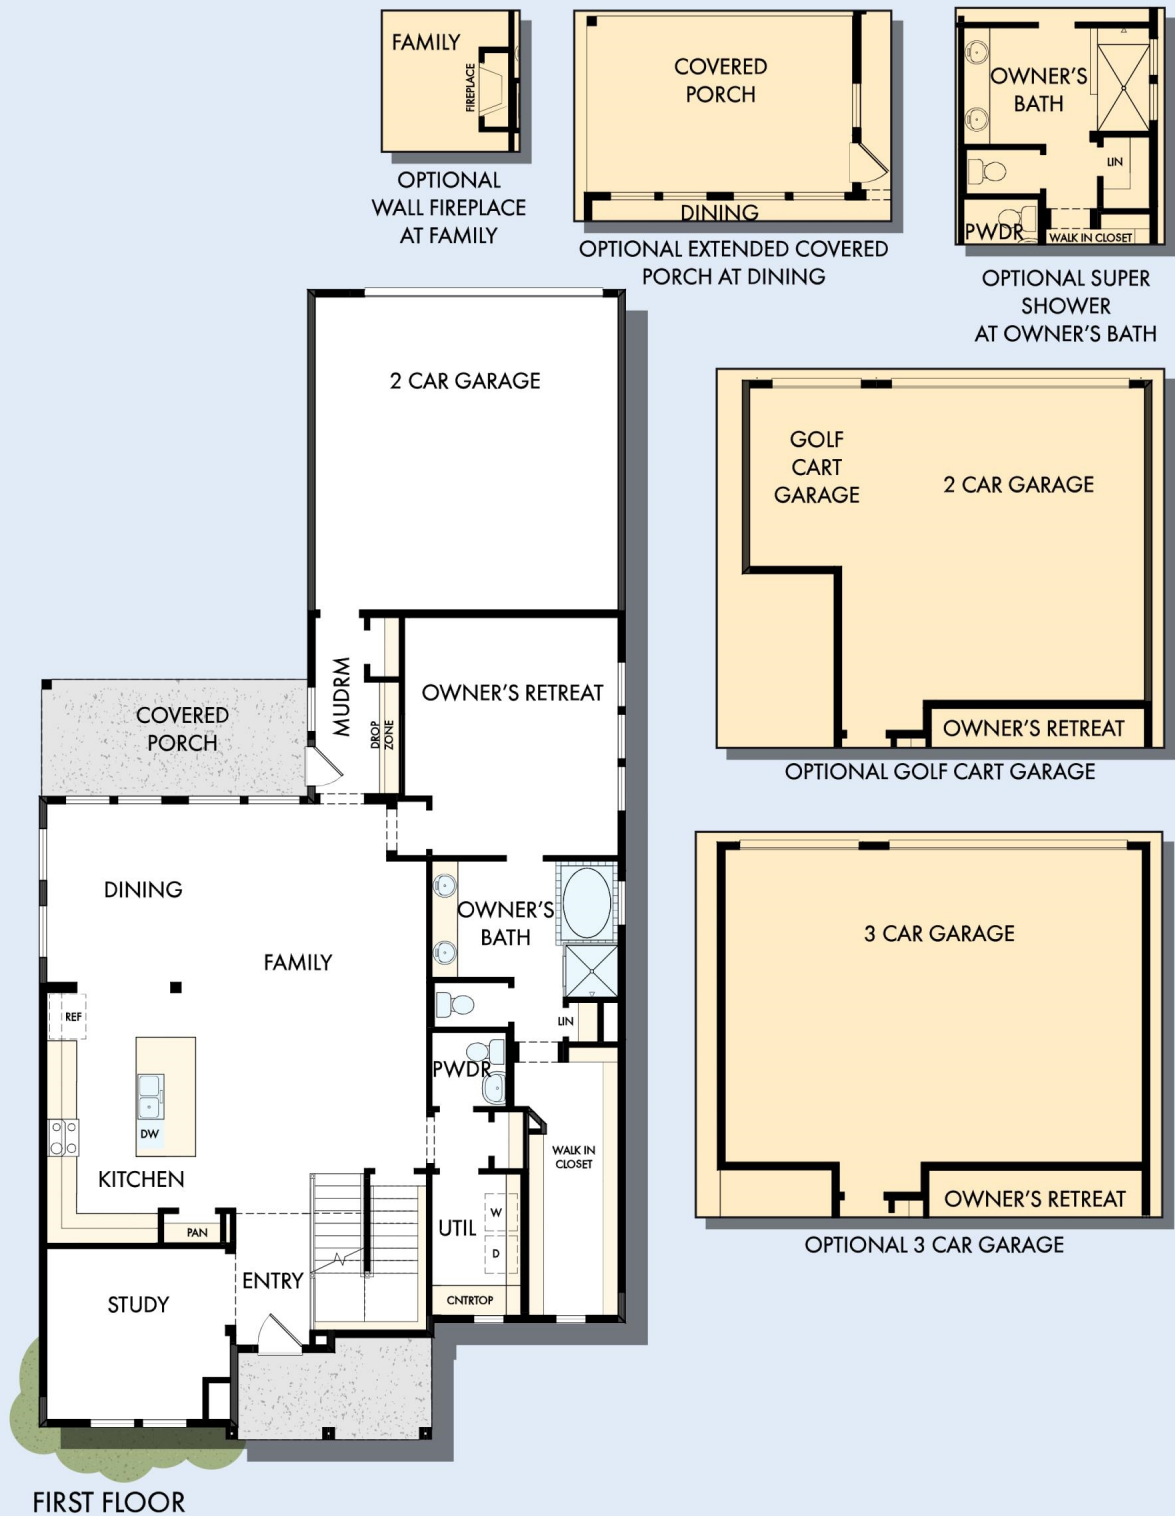 FAMILY
FIREPLACE
OPTIONAL
WALL FIREPLACE
AT FAMILY
COVERED
PORCH
DINING
OPTIONAL EXTENDED COVERED
PORCH AT DINING
OWNER'S
BATH
LIN
PWDR
WALK IN CLOSET
OPTIONAL SUPER
SHOWER
AT OWNER'S BATH
2 CAR GARAGE
GOLF
CART
GARAGE
2 CAR GARAGE
OWNER'S RETREAT
OPTIONAL GOLF CART GARAGE
MUDRM
DROP
ZONE
OWNER'S RETREAT
COVERED
PORCH
DINING
FAMILY
OWNER'S
BATH
3 CAR GARAGE
OWNER'S RETREAT
OPTIONAL 3 CAR GARAGE
REF
LIN
PWDR
DW
KITCHEN
WALK IN
CLOSET
PAN
UTIL
W
D
CNTRTOP
ENTRY
STUDY
FIRST FLOOR